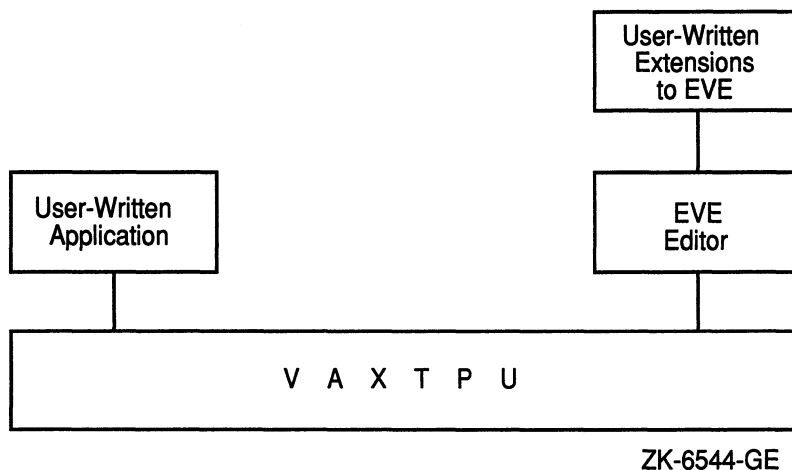 User-Written
Extensions
to EVE
User-Written
Application
EVE
Editor
V A X T P U
ZK-6544-GE